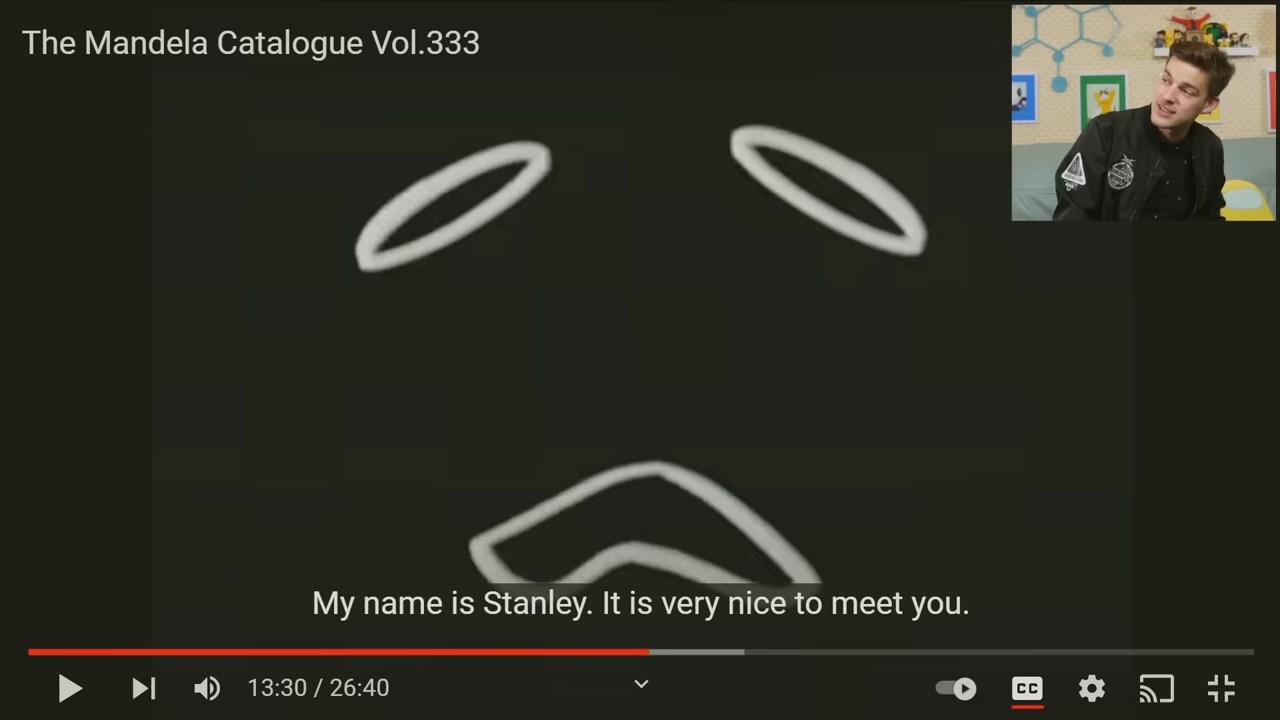 The Mandela Catalogue Vol.333
My name is Stanley. It is very nice to meet you.
13:30 / 26:40
CC